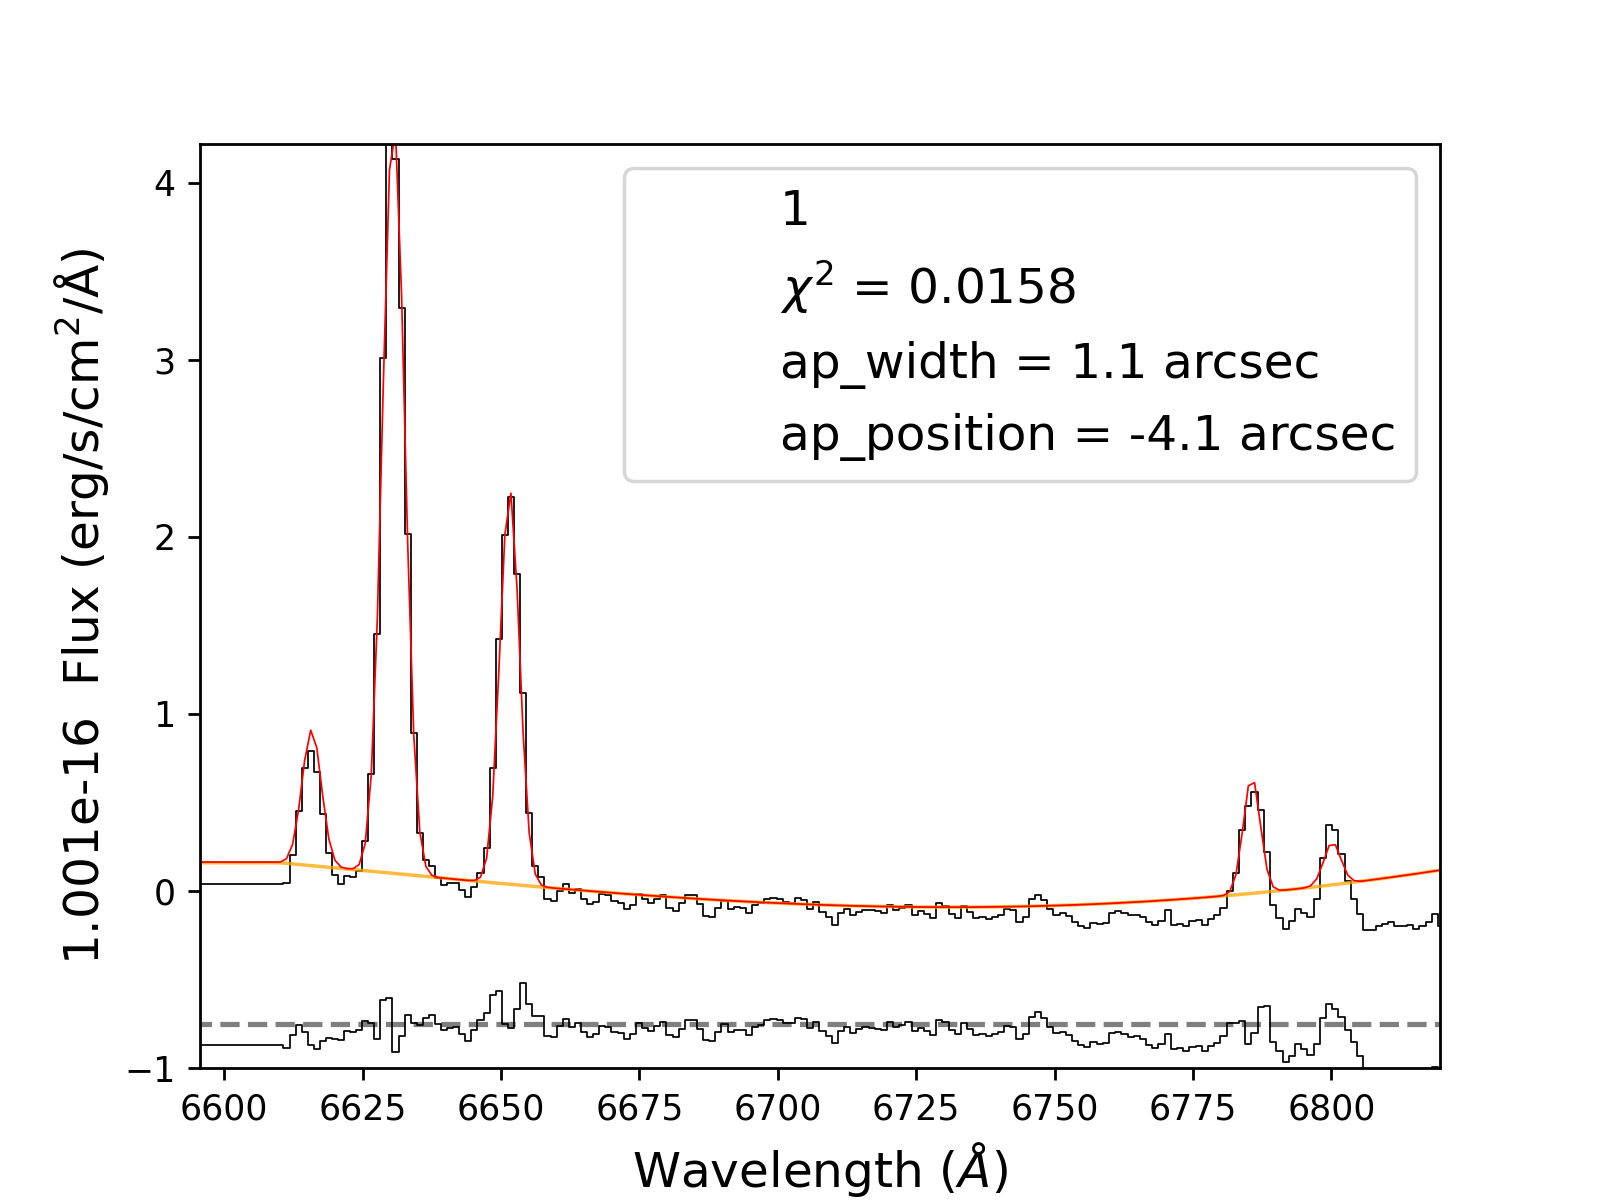 1
χ² = 0.0158
ap_width = 1.1 arcsec
ap_position = -4.1 arcsec
4
3
2
1
0
−1
1.001e-16 Flux (erg/s/cm²/Å)
6600 6625 6650 6675 6700 6725 6750 6775 6800
Wavelength (Å)